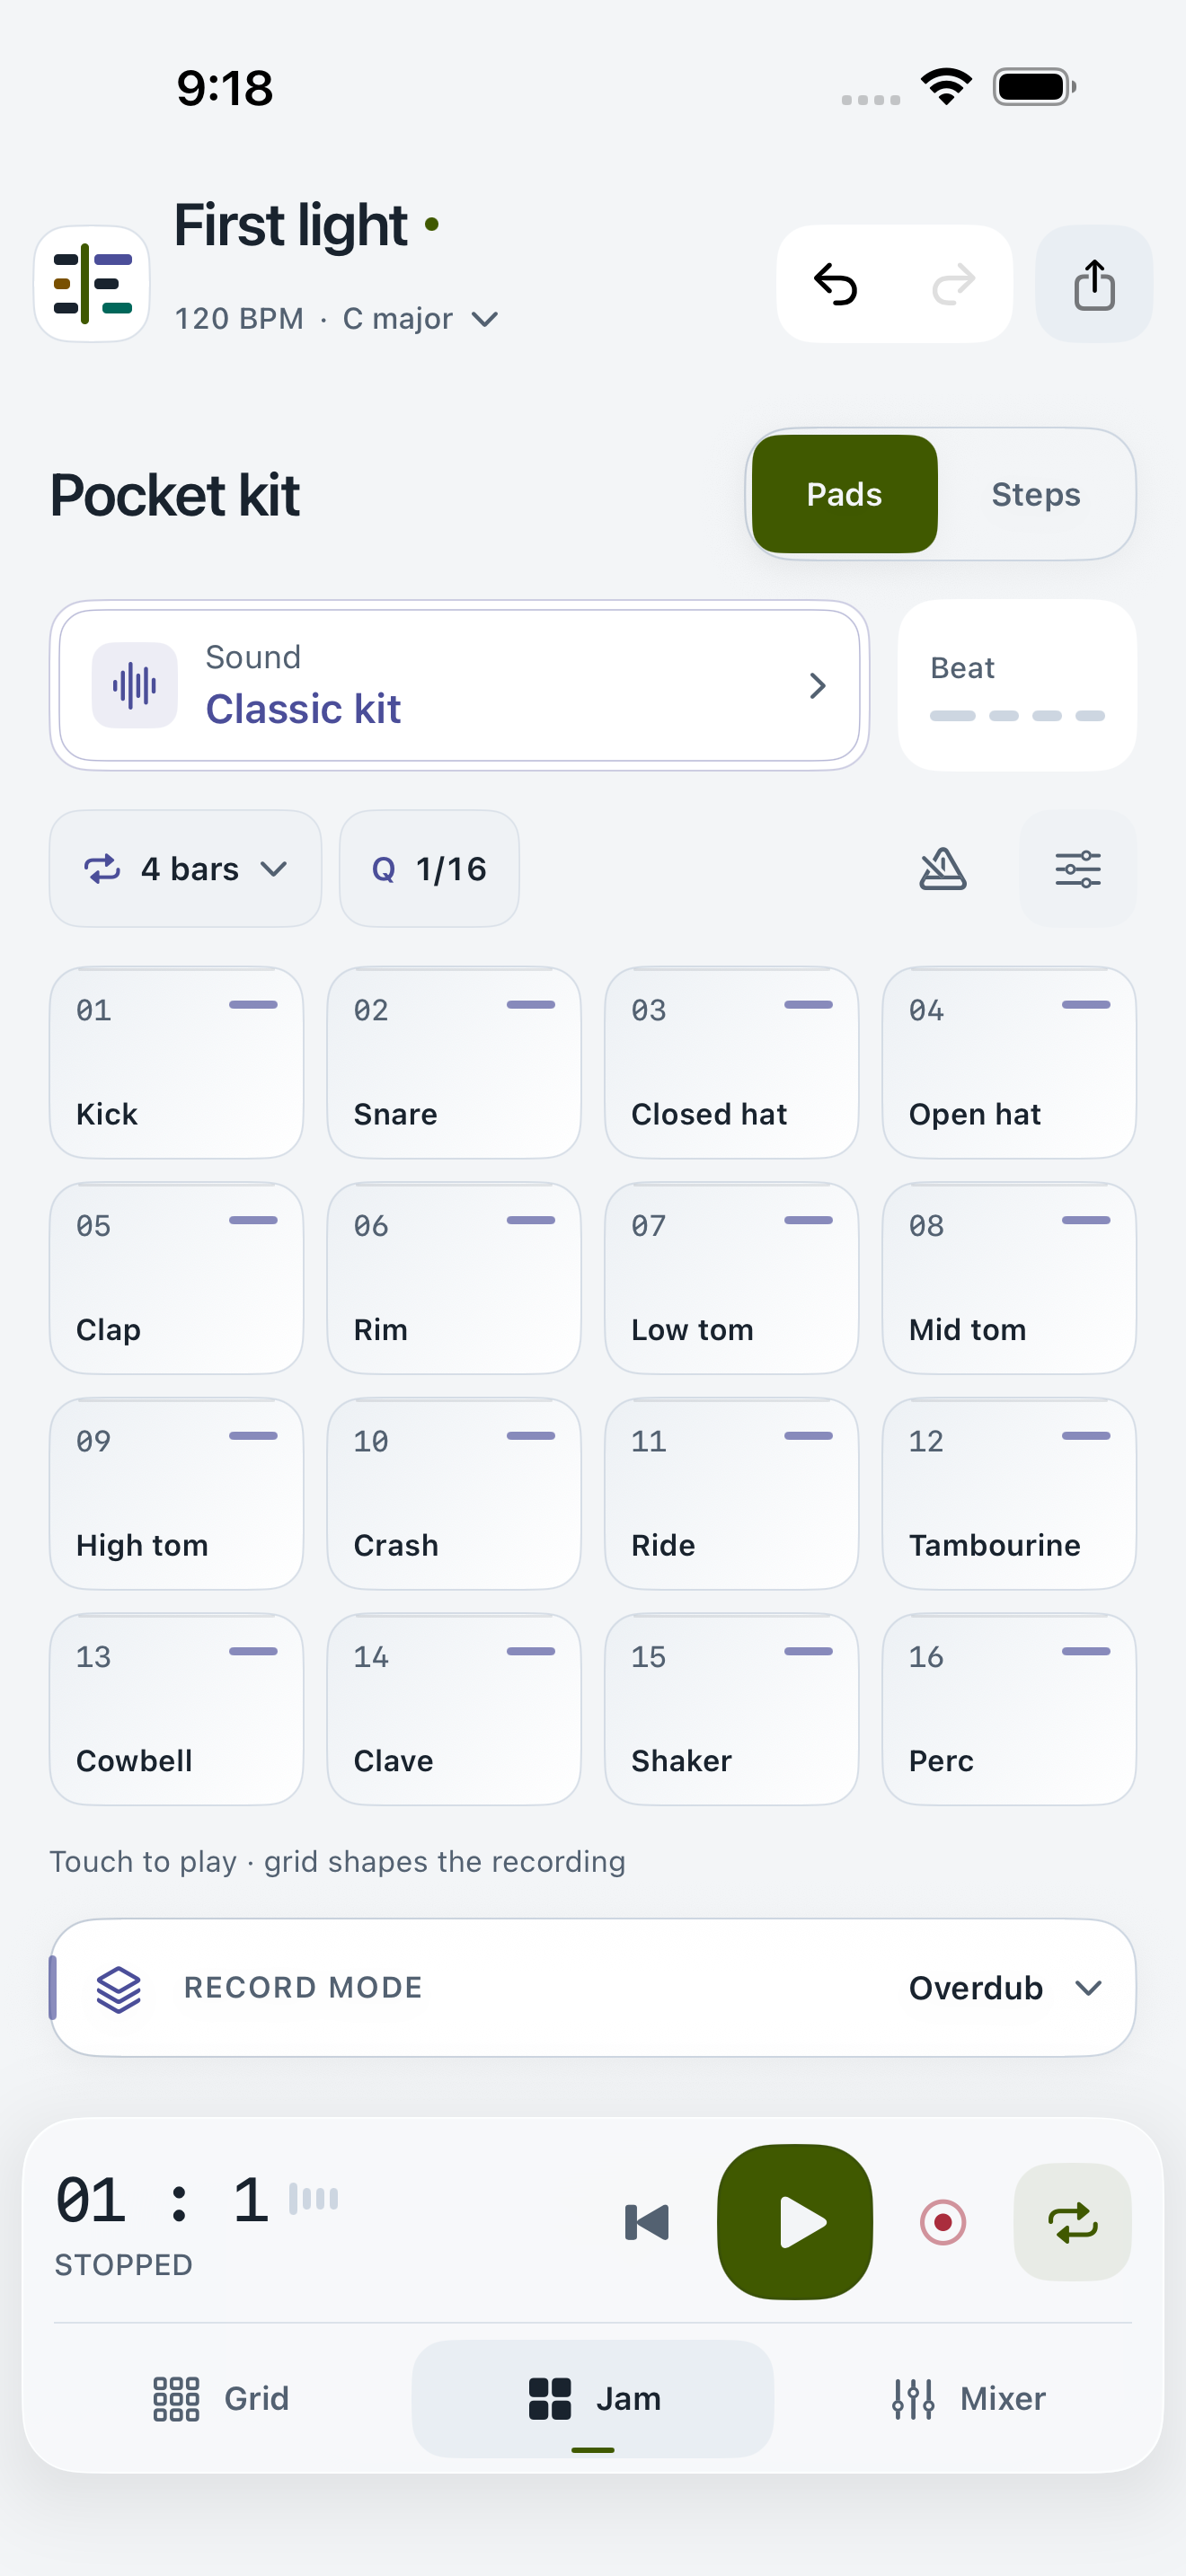 9:18
First light
120 BPM · C major
Pocket kit
Pads
Steps
Sound
Classic kit
Beat
4 bars
Q 1/16
01
Kick
02
Snare
03
Closed hat
04
Open hat
05
Clap
06
Rim
07
Low tom
08
Mid tom
09
High tom
10
Crash
11
Ride
12
Tambourine
13
Cowbell
14
Clave
15
Shaker
16
Perc
Touch to play · grid shapes the recording
RECORD MODE
Overdub
01 : 1
STOPPED
Grid
Jam
Mixer